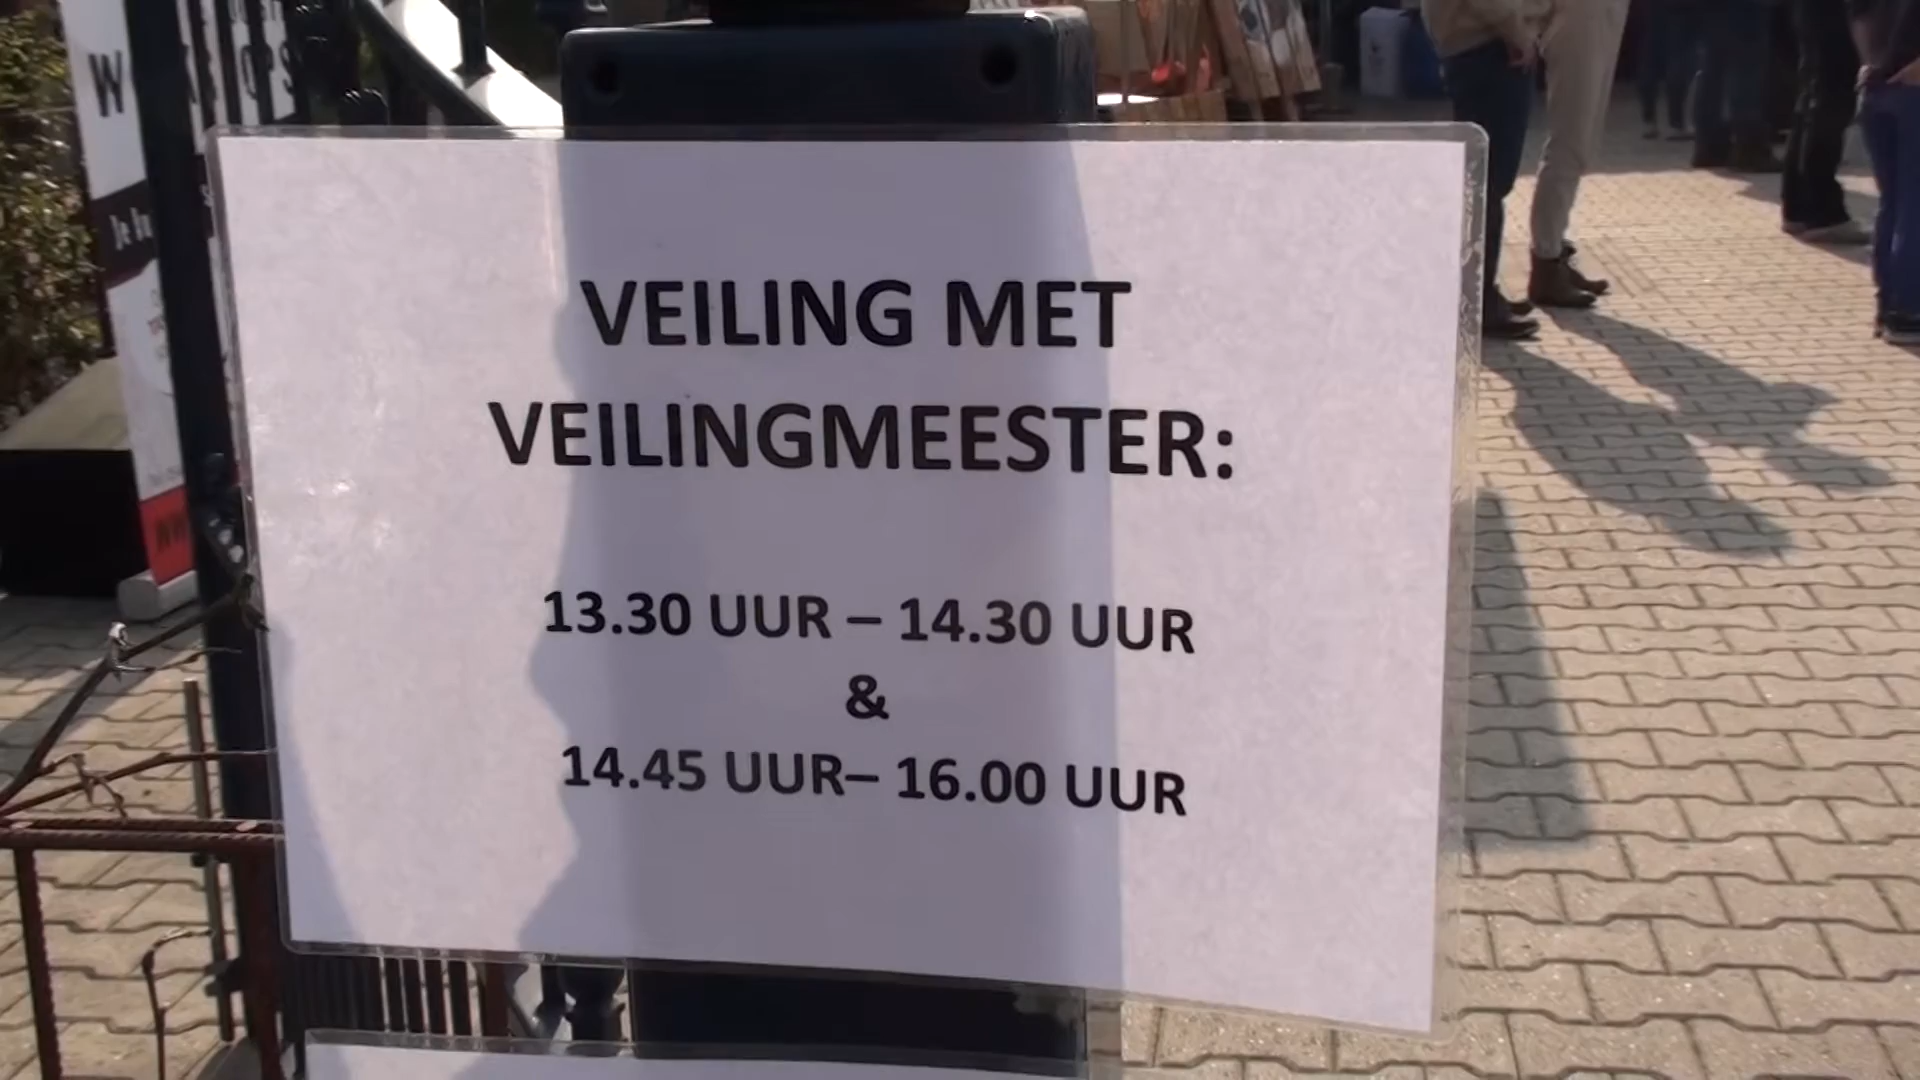 VEILING MET
VEILINGMEESTER:
13.30 UUR – 14.30 UUR
&
14.45 UUR– 16.00 UUR